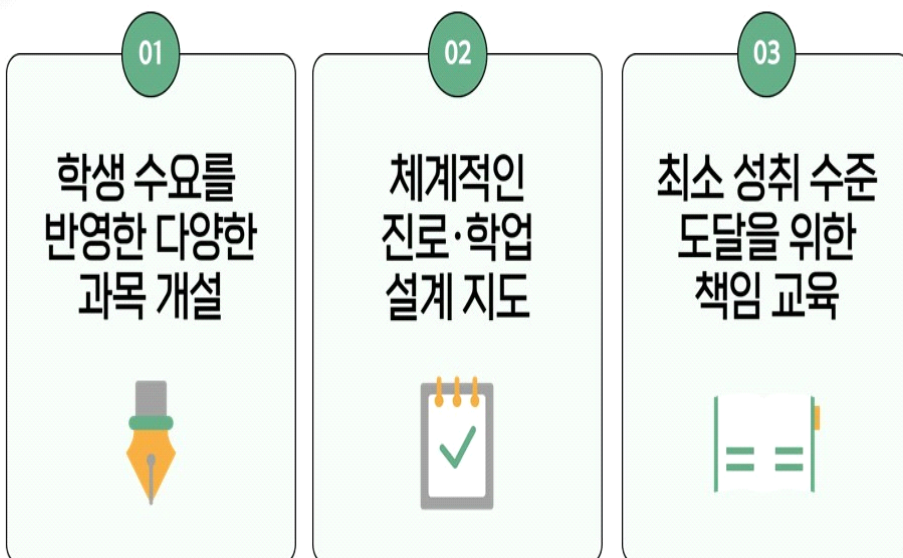 01
학생 수요를
반영한 다양한
과목 개설
02
체계적인
진로·학업
설계 지도
03
최소 성취 수준
도달을 위한
책임 교육